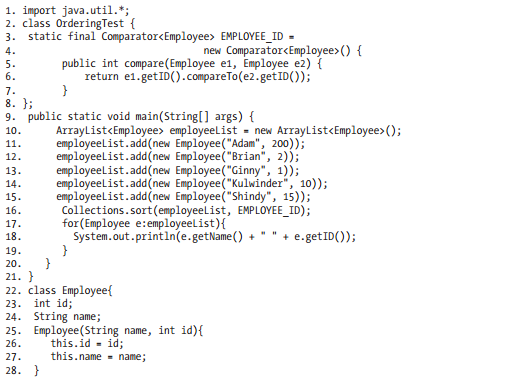 1. import java.util.*;
2. class OrderingTest {
3. static final Comparator<Employee> EMPLOYEE_ID =
4. new Comparator<Employee>() {
5. public int compare(Employee e1, Employee e2) {
6. return e1.getID().compareTo(e2.getID());
7. }
8. };
9. public static void main(String[] args) {
10. ArrayList<Employee> employeeList = new ArrayList<Employee>();
11. employeeList.add(new Employee("Adam", 200));
12. employeeList.add(new Employee("Brian", 2));
13. employeeList.add(new Employee("Ginny", 1));
14. employeeList.add(new Employee("Kulwinder", 10));
15. employeeList.add(new Employee("Shindy", 15));
16. Collections.sort(employeeList, EMPLOYEE_ID);
17. for(Employee e:employeeList){
18. System.out.println(e.getName() + " " + e.getID());
19. }
20. }
21. }
22. class Employee{
23. int id;
24. String name;
25. Employee(String name, int id){
26. this.id = id;
27. this.name = name;
28. }